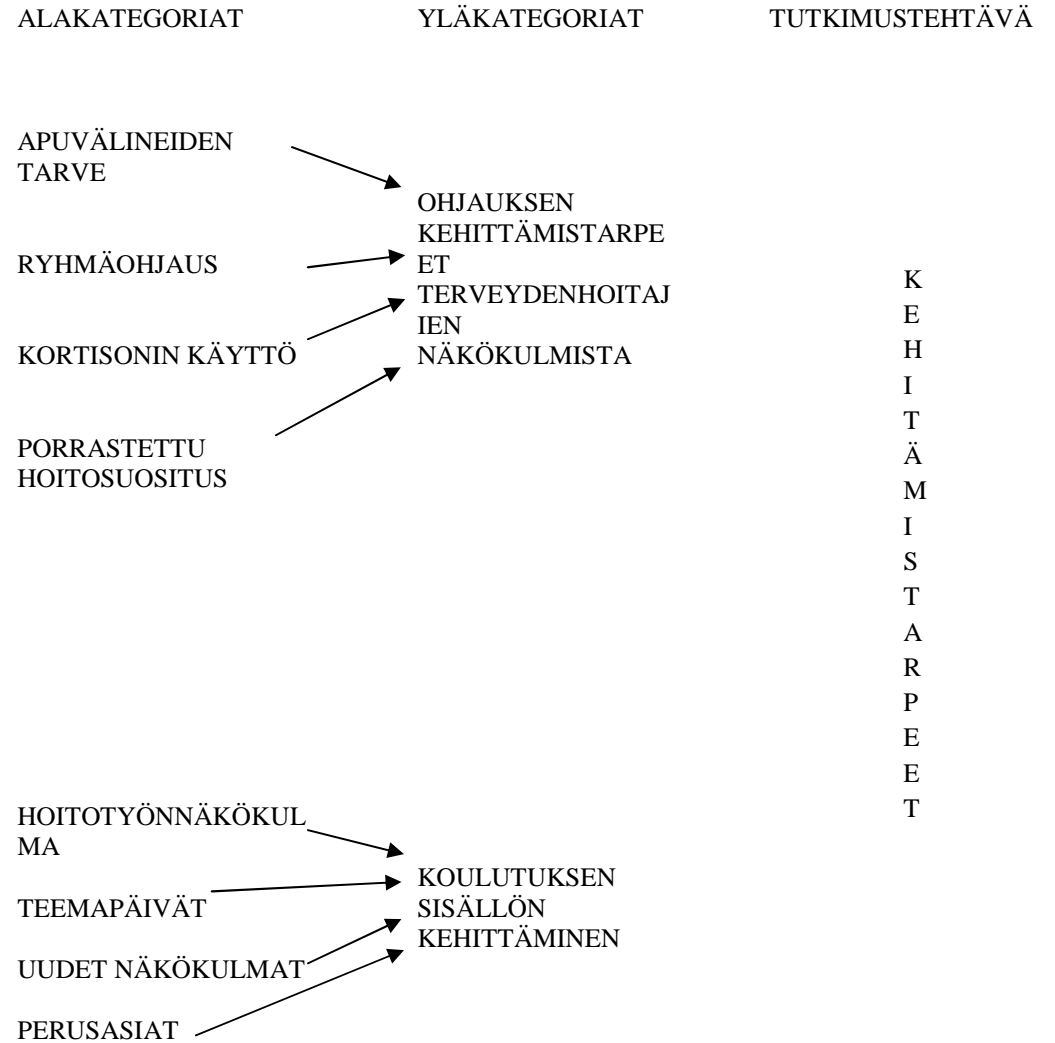 ALAKATEGORIAT YLÄKATEGORIAT TUTKIMUSTEHTÄVÄ
APUVÄLINEIDEN
TARVE
RYHMÄOHJAUS
KORTISONIN KÄYTTÖ
PORRASTETTU
HOITOSUOSITUS
OHJAUKSEN
KEHITTÄMISTARPE
ET
TERVEYDENHOITAJ
IEN
NÄKÖKULMISTA
HOITOTYÖNNÄKÖKUL
MA
TEEMAPÄIVÄT
UUDET NÄKÖKULMAT
PERUSASIAT
KOULUTUKSEN
SISÄLLÖN
KEHITTÄMINEN
K
E
H
I
T
Ä
M
I
S
T
A
R
P
E
E
T